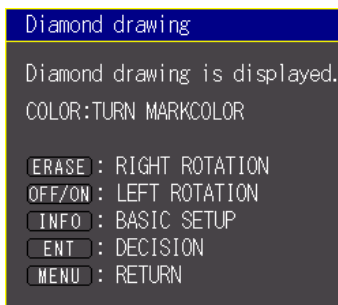 Diamond drawing
Diamond drawing is displayed.
COLOR:TURN MARKCOLOR
ERASE : RIGHT ROTATION
OFF/ON : LEFT ROTATION
INFO : BASIC SETUP
ENT : DECISION
MENU : RETURN